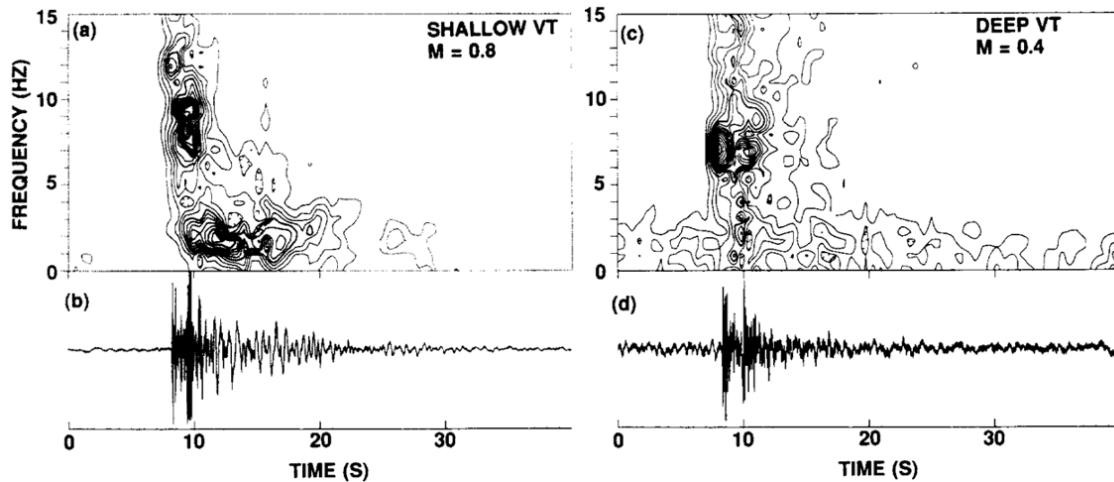 (a)
SHALLOW VT
M = 0.8
15
10
5
0
FREQUENCY (HZ)
(b)
0
10
20
30
TIME (S)
(c)
DEEP VT
M = 0.4
15
10
5
0
(d)
0
10
20
30
TIME (S)